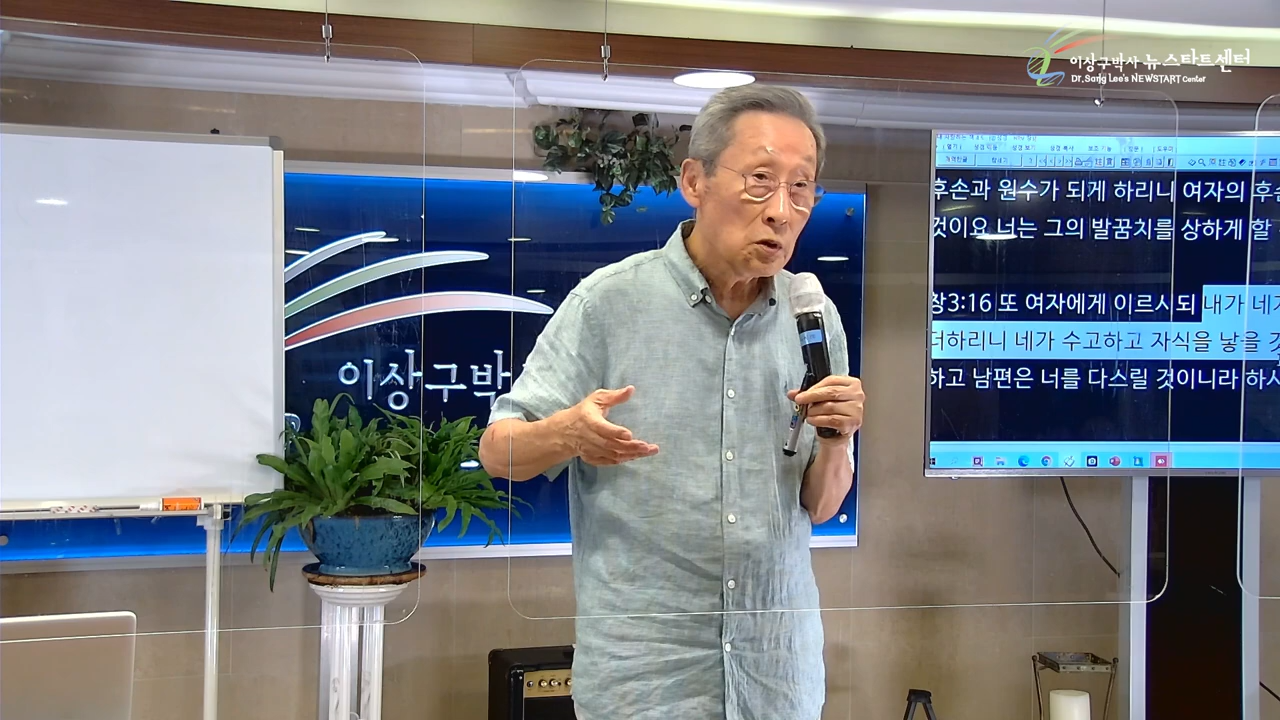 이상구박사 뉴스타트센터
Dr. Sang Lee's NEWSTART Center
이상구박
후손과 원수가 되게 하리니 여자의 후손
것이요 너는 그의 발꿈치를 상하게 할
창3:16 또 여자에게 이르시되 내가 네게
더하리니 네가 수고하고 자식을 낳을 것
하고 남편은 너를 다스릴 것이니라 하시